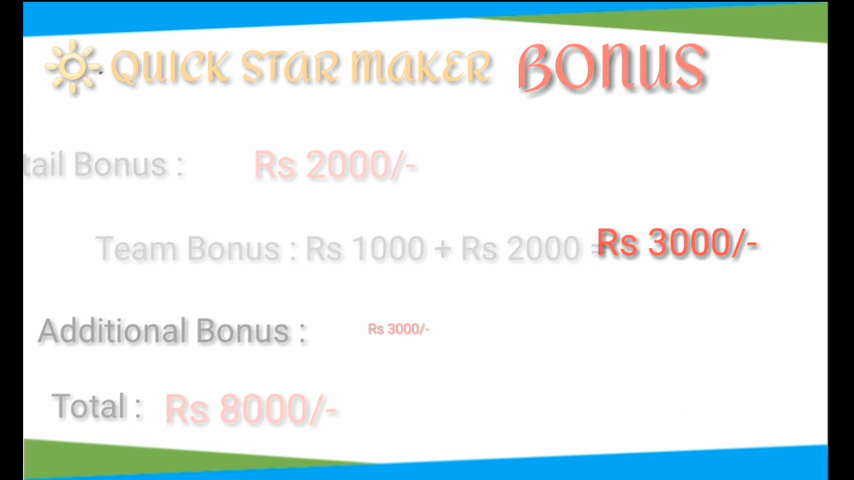 QUICK STAR MAKER BONUS
tail Bonus : Rs 2000/-
Team Bonus : Rs 1000 + Rs 2000 = Rs 3000/-
Additional Bonus : Rs 3000/-
Total : Rs 8000/-